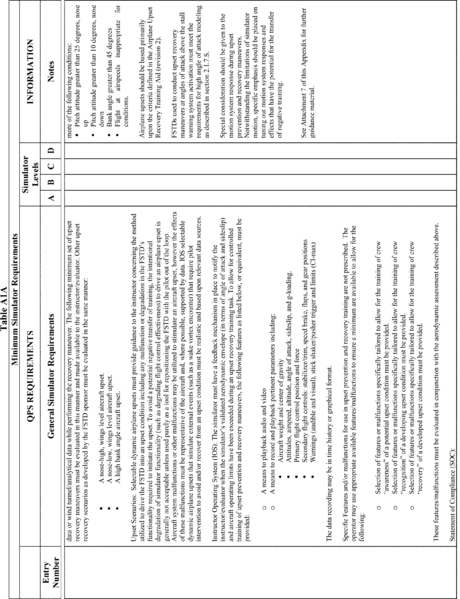 Table A1A
Minimum Simulator Requirements
QPS REQUIREMENTS
Simulator
Levels
INFORMATION
Entry
Number
General Simulator Requirements
A B C D
Notes
data or wind tunnel/analytical data while performing the recovery maneuver. The following minimum set of upset
recovery maneuvers must be evaluated in this manner and made available to the instructor/evaluator. Other upset
recovery scenarios as developed by the FSTD sponsor must be evaluated in the same manner:
• A nose-high, wings level aircraft upset.
• A nose-low, wings level aircraft upset.
• A high bank angle aircraft upset.
Upset Scenarios: Selectable dynamic airplane upsets must provide guidance to the instructor concerning the method
utilized to drive the FSTD into an upset condition including any malfunction or degradation in the FSTD's
functionality required to initiate the upset. To avoid a potential negative transfer of training, the intentional
degradation of simulator functionality (such as degrading flight control effectiveness) to drive an airplane upset is
generally not acceptable unless used purely as a tool for repositioning the FSTD with the pilot out of the loop.
Aircraft system malfunctions or other malfunctions may be utilized to stimulate an aircraft upset; however the effects
of these malfunctions must be representative of the aircraft and, where possible, supported by data. IOS selectable
dynamic airplane upsets that simulate external events (such as a wake vortex encounter) that require pilot
intervention to avoid and/or recover from an upset condition must be realistic and based upon relevant data sources.
Instructor Operating System (IOS): The simulator must have a feedback mechanism in place to notify the
instructor/evaluator when the simulator's validated aerodynamic envelope (in terms of angle of attack and sideslip)
and aircraft operating limits have been exceeded during an upset recovery training task. To allow for controlled
training of upset prevention and recovery maneuvers, the following features as listed below, or equivalent, must be
provided:
○ A means to playback audio and video
○ A means to record and playback pertinent parameters including:
▪ Aircraft weight and center of gravity
▪ Attitudes, airspeed, altitude, angle of attack, sideslip, and g-loading.
▪ Primary flight control position and force
▪ Secondary flight controls: stabilizer/trim, speed brake, flaps, and gear positions
▪ Warnings (audible and visual), stick shaker/pusher trigger and limits (Cl-max)
The data recording may be in time history or graphical format.
Specific Features and/or malfunctions for use in upset prevention and recovery training are not prescribed. The
operator may use appropriate available features/malfunctions to ensure a minimum are available to allow for the
following:
○ Selection of features or malfunctions specifically tailored to allow for the training of crew
"awareness" of a potential upset condition must be provided.
○ Selection of features or malfunctions specifically tailored to allow for the training of crew
"recognition" of a developing upset condition must be provided.
○ Selection of features or malfunctions specifically tailored to allow for the training of crew
"recovery" of a developed upset condition must be provided.
These features/malfunctions must be evaluated in conjunction with the aerodynamic assessment described above.
Statement of Compliance (SOC):
more of the following conditions:
• Pitch attitude greater than 25 degrees, nose
up
• Pitch attitude greater than 10 degrees, nose
down
• Bank angle greater than 45 degrees
• Flight at airspeeds inappropriate for
conditions.
Airplane upsets should be based primarily
upon the criteria defined in the Airplane Upset
Recovery Training Aid (revision 2).
FSTDs used to conduct upset recovery
maneuvers at angles of attack above the stall
warning system activation must meet the
requirements for high angle of attack modeling
as described in section 2.1.7.S.
Special consideration should be given to the
motion system response during upset
prevention and recovery maneuvers.
Notwithstanding the limitations of simulator
motion, specific emphasis should be placed on
tuning out motion system responses and
effects that have the potential for the transfer
of negative training.
See Attachment 7 of this Appendix for further
guidance material.